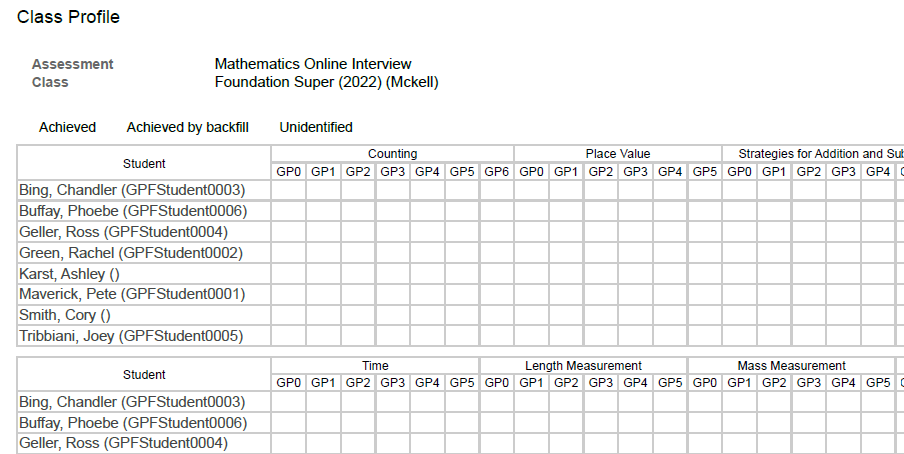 Class Profile
Assessment Mathematics Online Interview
Class Foundation Super (2022) (Mckell)
Achieved Achieved by backfill Unidentified
Student Counting Place Value Strategies for Addition and Sub
GP0 GP1 GP2 GP3 GP4 GP5 GP6 GP0 GP1 GP2 GP3 GP4 GP5 GP0 GP1 GP2 GP3 GP4
Bing, Chandler (GPFStudent0003)
Buffay, Phoebe (GPFStudent0006)
Geller, Ross (GPFStudent0004)
Green, Rachel (GPFStudent0002)
Karst, Ashley ()
Maverick, Pete (GPFStudent0001)
Smith, Cory ()
Tribbiani, Joey (GPFStudent0005)
Student Time Length Measurement Mass Measurement
GP0 GP1 GP2 GP3 GP4 GP5 GP0 GP1 GP2 GP3 GP4 GP5 GP0 GP1 GP2 GP3 GP4 GP5
Bing, Chandler (GPFStudent0003)
Buffay, Phoebe (GPFStudent0006)
Geller, Ross (GPFStudent0004)